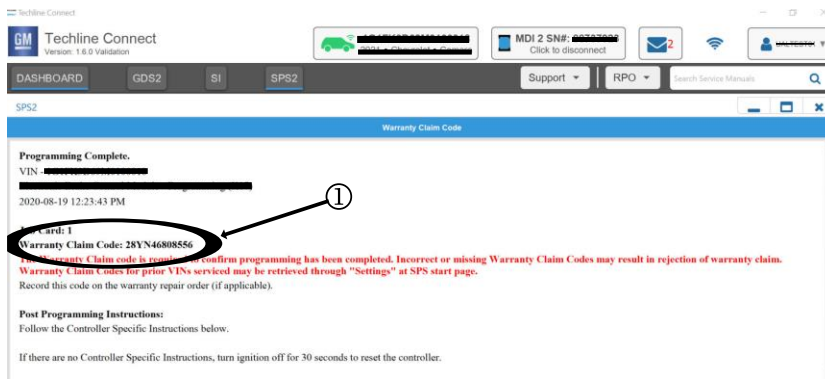 Techline Connect
GM
Techline Connect
Version: 1.6.0 Validation
MDI 2 SN#:
Click to disconnect
2
DASHBOARD GDS2 SI SPS2 Support RPO Search Service Manuals
SPS2
Warranty Claim Code
Programming Complete.
VIN -
2020-08-19 12:23:43 PM
①
Card: 1
Warranty Claim Code: 28YN46808556
The Warranty Claim code is required to confirm programming has been completed. Incorrect or missing Warranty Claim Codes may result in rejection of warranty claim.
Warranty Claim Codes for prior VINs serviced may be retrieved through "Settings" at SPS start page.
Record this code on the warranty repair order (if applicable).
Post Programming Instructions:
Follow the Controller Specific Instructions below.
If there are no Controller Specific Instructions, turn ignition off for 30 seconds to reset the controller.